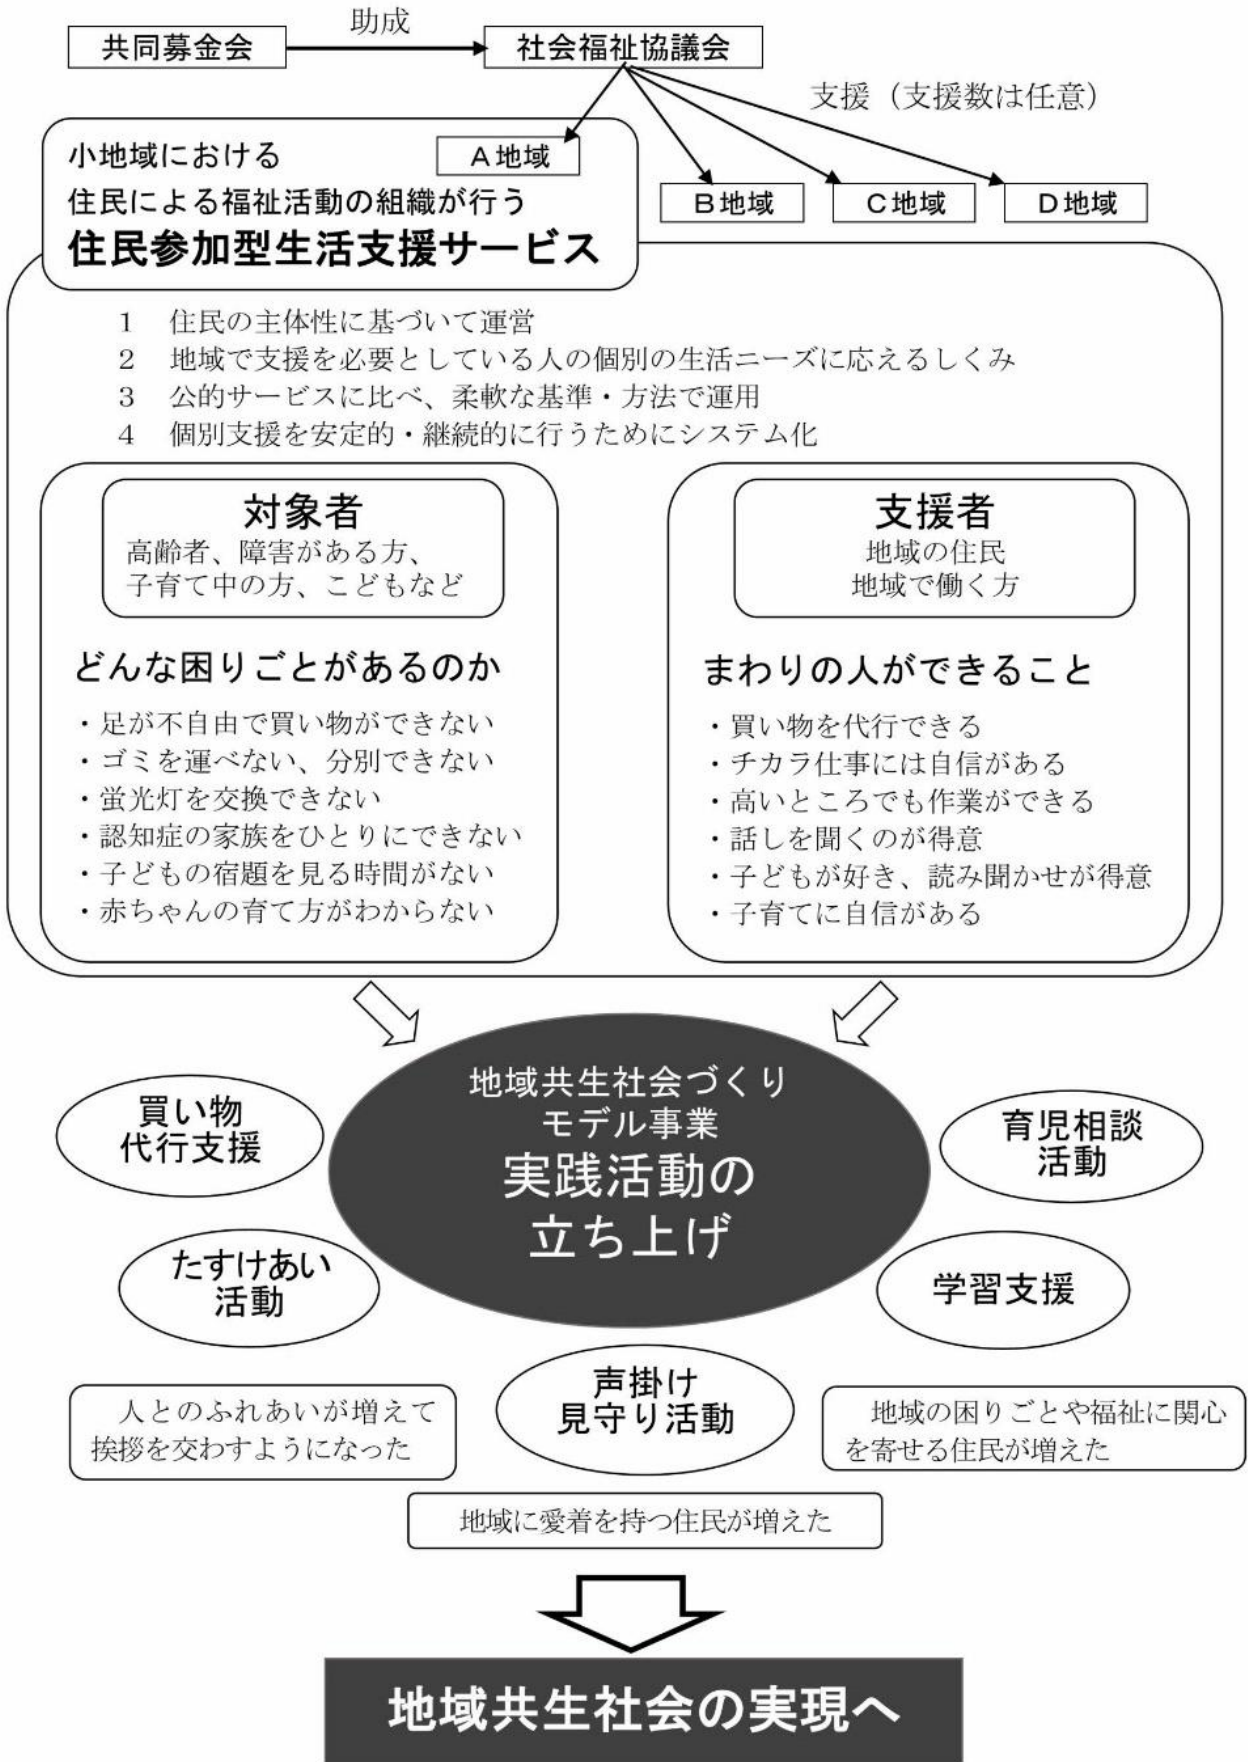 共同募金会
助成
社会福祉協議会
支援（支援数は任意）
小地域における
A地域
住民による福祉活動の組織が行う
B地域
C地域
D地域
住民参加型生活支援サービス
1 住民の主体性に基づいて運営
2 地域で支援を必要としている人の個別の生活ニーズに応えるしくみ
3 公的サービスに比べ、柔軟な基準・方法で運用
4 個別支援を安定的・継続的に行うためにシステム化
対象者
高齢者、障害がある方、
子育て中の方、こどもなど
どんな困りごとがあるのか
・足が不自由で買い物ができない
・ゴミを運べない、分別できない
・蛍光灯を交換できない
・認知症の家族をひとりにできない
・子どもの宿題を見る時間がない
・赤ちゃんの育て方がわからない
支援者
地域の住民
地域で働く方
まわりの人ができること
・買い物を代行できる
・チカラ仕事には自信がある
・高いところでも作業ができる
・話しを聞くのが得意
・子どもが好き、読み聞かせが得意
・子育てに自信がある
地域共生社会づくり
モデル事業
実践活動の
立ち上げ
買い物
代行支援
育児相談
活動
たすけあい
活動
学習支援
声掛け
見守り活動
人とのふれあいが増えて
挨拶を交わすようになった
地域の困りごとや福祉に関心
を寄せる住民が増えた
地域に愛着を持つ住民が増えた
地域共生社会の実現へ